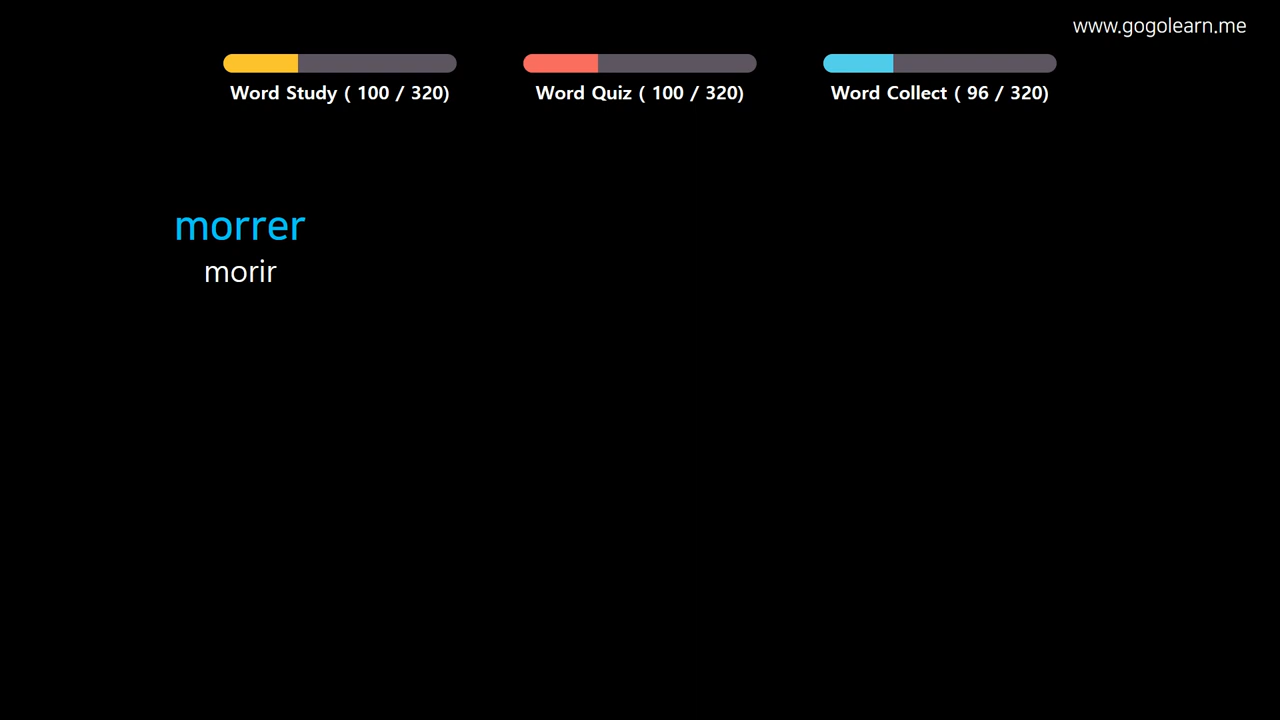 www.gogolearn.me
Word Study ( 100 / 320)
Word Quiz ( 100 / 320)
Word Collect ( 96 / 320)
morrer
morir